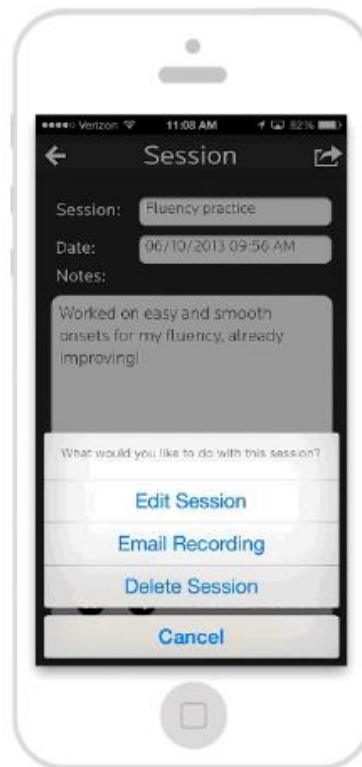 Verizon 11:08 AM 82%
Session
Session: Fluency practice
Date: 06/10/2013 09:56 AM
Notes:
Worked on easy and smooth
onsets for my fluency, already
improving!
What would you like to do with this session?
Edit Session
Email Recording
Delete Session
Cancel